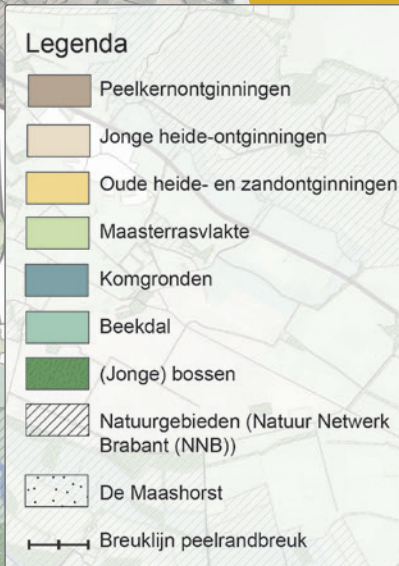 Legenda
Peelkernontginningen
Jonge heide-ontginningen
Oude heide- en zandontginningen
Maasterrasvlakte
Komgronden
Beekdal
(Jonge) bossen
Natuurgebieden (Natuur Netwerk
Brabant (NNB))
De Maashorst
Breuklijn peelrandbreuk